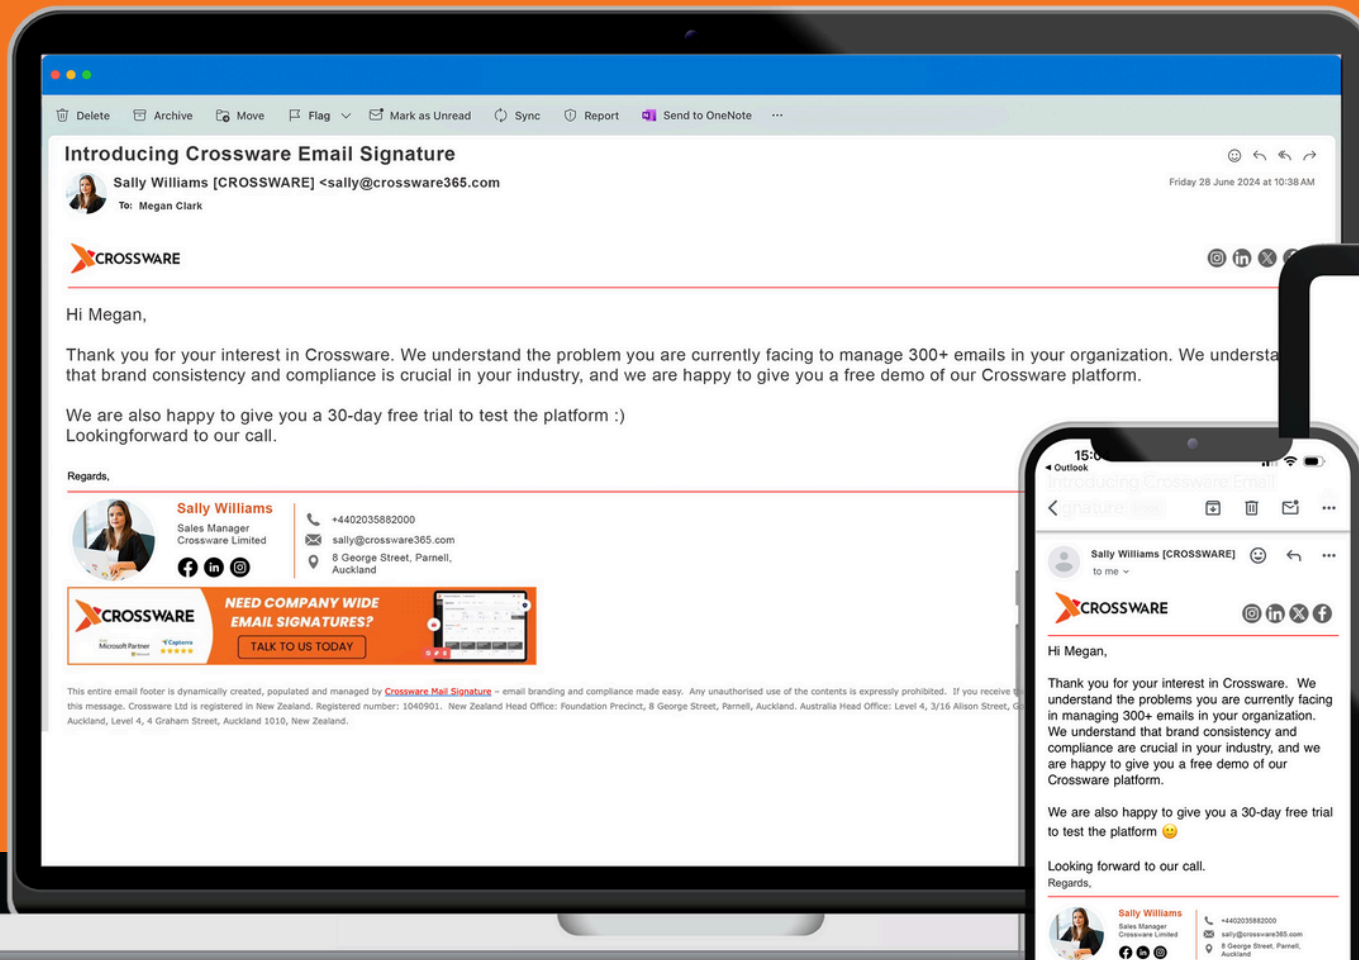 Delete Archive Move Flag Mark as Unread Sync Report Send to OneNote ...
Introducing Crossware Email Signature
Sally Williams [CROSSWARE] <sally@crossware365.com
To: Megan Clark
Friday 28 June 2024 at 10:38 AM
CROSSWARE
Hi Megan,
Thank you for your interest in Crossware. We understand the problem you are currently facing to manage 300+ emails in your organization. We understa
that brand consistency and compliance is crucial in your industry, and we are happy to give you a free demo of our Crossware platform.
We are also happy to give you a 30-day free trial to test the platform :)
Lookingforward to our call.
Regards,
Sally Williams
Sales Manager
Crossware Limited
+4402035882000
sally@crossware365.com
8 George Street, Parnell,
Auckland
CROSSWARE
Microsoft Partner
Microsoft
Capterra
NEED COMPANY WIDE
EMAIL SIGNATURES?
TALK TO US TODAY
This entire email footer is dynamically created, populated and managed by Crossware Mail Signature – email branding and compliance made easy. Any unauthorised use of the contents is expressly prohibited. If you receive
this message. Crossware Ltd is registered in New Zealand. Registered number: 1040901. New Zealand Head Office: Foundation Precinct, 8 George Street, Parnell, Auckland. Australia Head Office: Level 4, 3/16 Alison Street,
Auckland, Level 4, 4 Graham Street, Auckland 1010, New Zealand.
15:0
Outlook
Introducing Crossware Email
Signature
Sally Williams [CROSSWARE]
to me
CROSSWARE
Hi Megan,
Thank you for your interest in Crossware. We
understand the problems you are currently facing
in managing 300+ emails in your organization.
We understand that brand consistency and
compliance are crucial in your industry, and we
are happy to give you a free demo of our
Crossware platform.
We are also happy to give you a 30-day free trial
to test the platform 🙂
Looking forward to our call.
Regards,
Sally Williams
Sales Manager
Crossware Limited
+4402035882000
sally@crossware365.com
8 George Street, Parnell,
Auckland